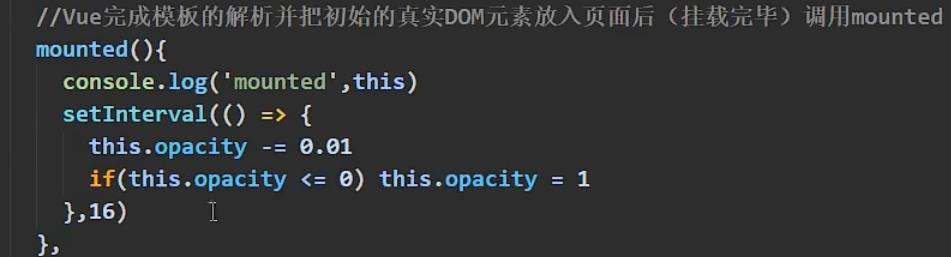 //Vue完成模板的解析并把初始的真实DOM元素放入页面后（挂载完毕）调用mounted
mounted(){
console.log('mounted',this)
setInterval(() => {
this.opacity -= 0.01
if(this.opacity <= 0) this.opacity = 1
},16)
},